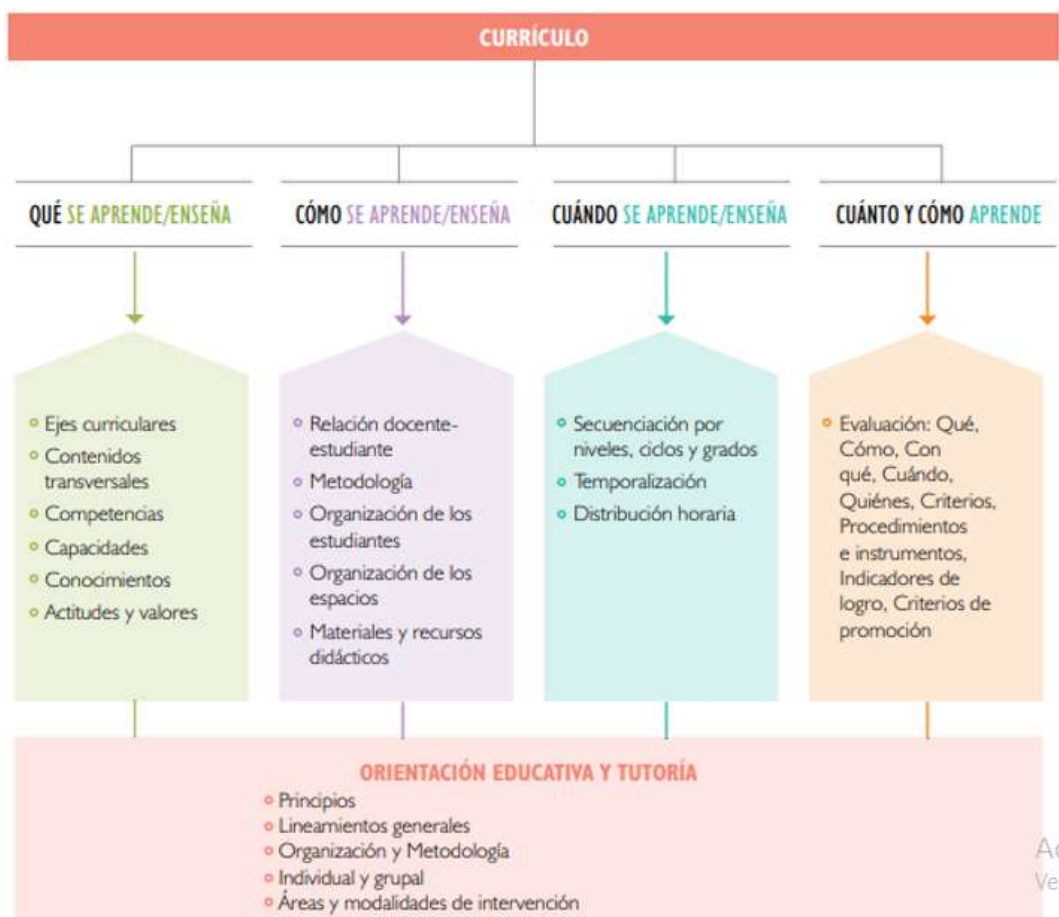 CURRÍCULO
QUÉ SE APRENDE/ENSEÑA
CÓMO SE APRENDE/ENSEÑA
CUÁNDO SE APRENDE/ENSEÑA
CUÁNTO Y CÓMO APRENDE
Ejes curriculares
Contenidos
transversales
Competencias
Capacidades
Conocimientos
Actitudes y valores
Relación docente-
estudiante
Metodología
Organización de los
estudiantes
Organización de los
espacios
Materiales y recursos
didácticos
Secuenciación por
niveles, ciclos y grados
Temporalización
Distribución horaria
Evaluación: Qué,
Cómo, Con
qué, Cuándo,
Quiénes, Criterios,
Procedimientos
e instrumentos,
Indicadores de
logro, Criterios de
promoción
ORIENTACIÓN EDUCATIVA Y TUTORÍA
Principios
Lineamientos generales
Organización y Metodología
Individual y grupal
Áreas y modalidades de intervención